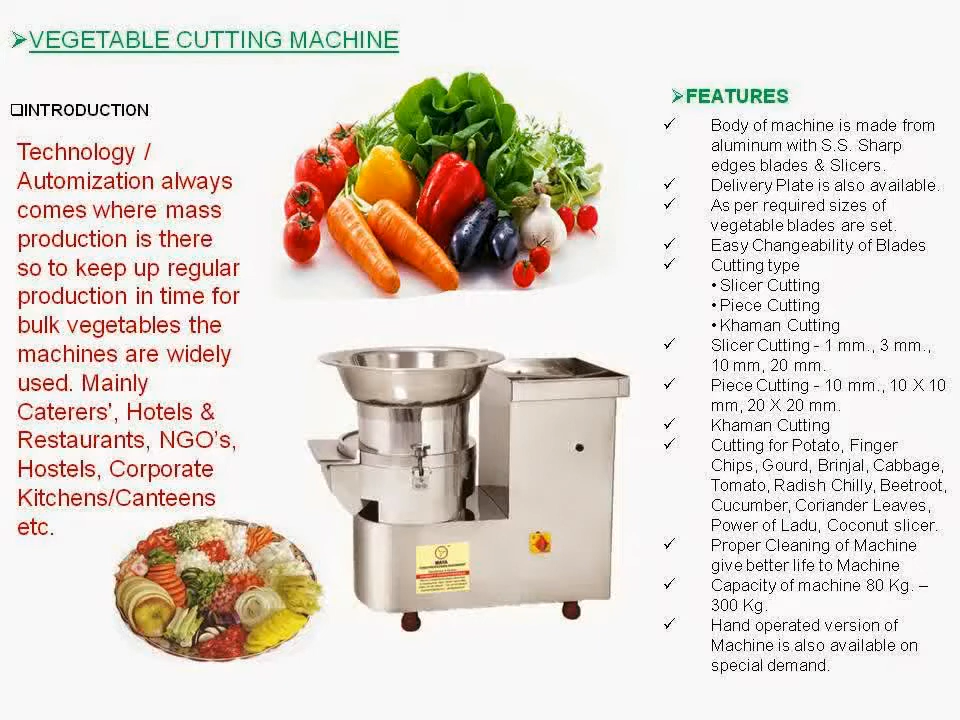 VEGETABLE CUTTING MACHINE
INTRODUCTION
Technology /
Automization always
comes where mass
production is there
so to keep up regular
production in time for
bulk vegetables the
machines are widely
used. Mainly
Caterers', Hotels &
Restaurants, NGO's,
Hostels, Corporate
Kitchens/Canteens
etc.
MAYA
FEATURES
✓ Body of machine is made from
aluminum with S.S. Sharp
edges blades & Slicers.
✓ Delivery Plate is also available.
✓ As per required sizes of
vegetable blades are set.
✓ Easy Changeability of Blades
✓ Cutting type
• Slicer Cutting
• Piece Cutting
• Khaman Cutting
✓ Slicer Cutting - 1 mm., 3 mm.,
10 mm, 20 mm.
✓ Piece Cutting - 10 mm., 10 X 10
mm, 20 X 20 mm.
✓ Khaman Cutting
✓ Cutting for Potato, Finger
Chips, Gourd, Brinjal, Cabbage,
Tomato, Radish Chilly, Beetroot,
Cucumber, Coriander Leaves,
Power of Ladu, Coconut slicer.
✓ Proper Cleaning of Machine
give better life to Machine
✓ Capacity of machine 80 Kg. –
300 Kg.
✓ Hand operated version of
Machine is also available on
special demand.